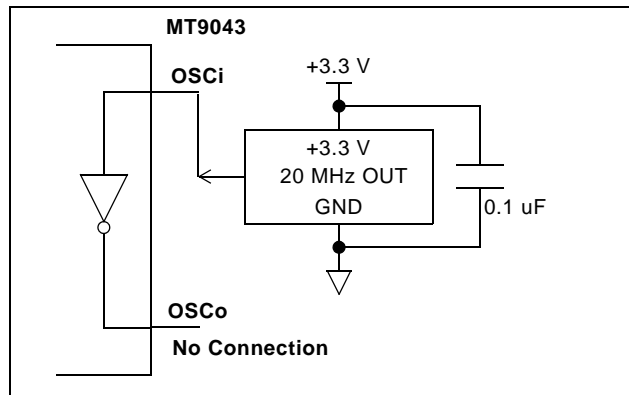 MT9043
OSCi
+3.3 V
+3.3 V
20 MHz OUT
GND
0.1 uF
OSCo
No Connection